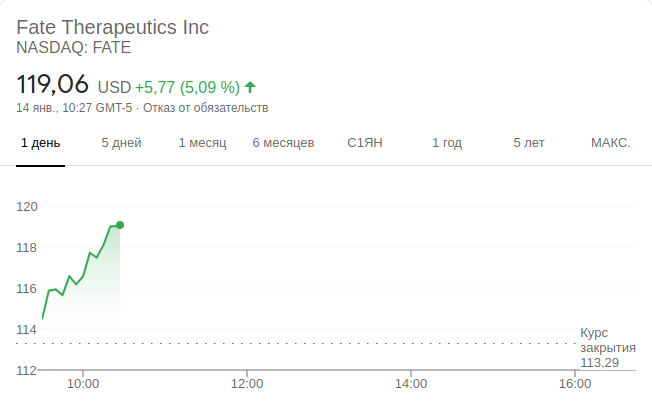 Fate Therapeutics Inc
NASDAQ: FATE
119,06 USD +5,77 (5,09 %)
14 янв., 10:27 GMT-5 · Отказ от обязательств
1 день 5 дней 1 месяц 6 месяцев С1ЯН 1 год 5 лет МАКС.
120
118
116
114
Курс
закрытия
113,29
112
10:00 12:00 14:00 16:00